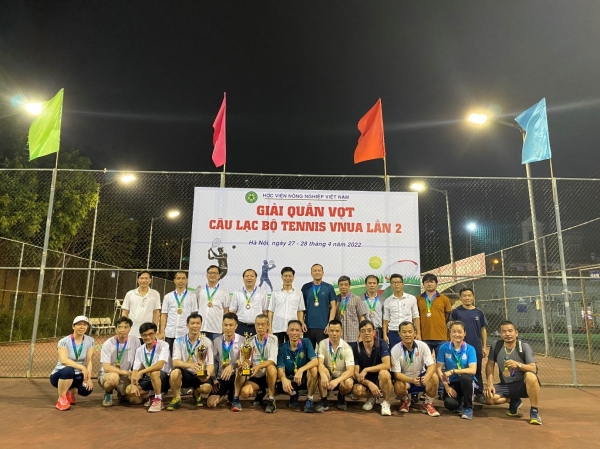 HỌC VIỆN NÔNG NGHIỆP VIỆT NAM
GIẢI QUẦN VỢT
CÂU LẠC BỘ TENNIS VNUA LẦN 2
Hà Nội, ngày 27 - 28 tháng 4 năm 2022